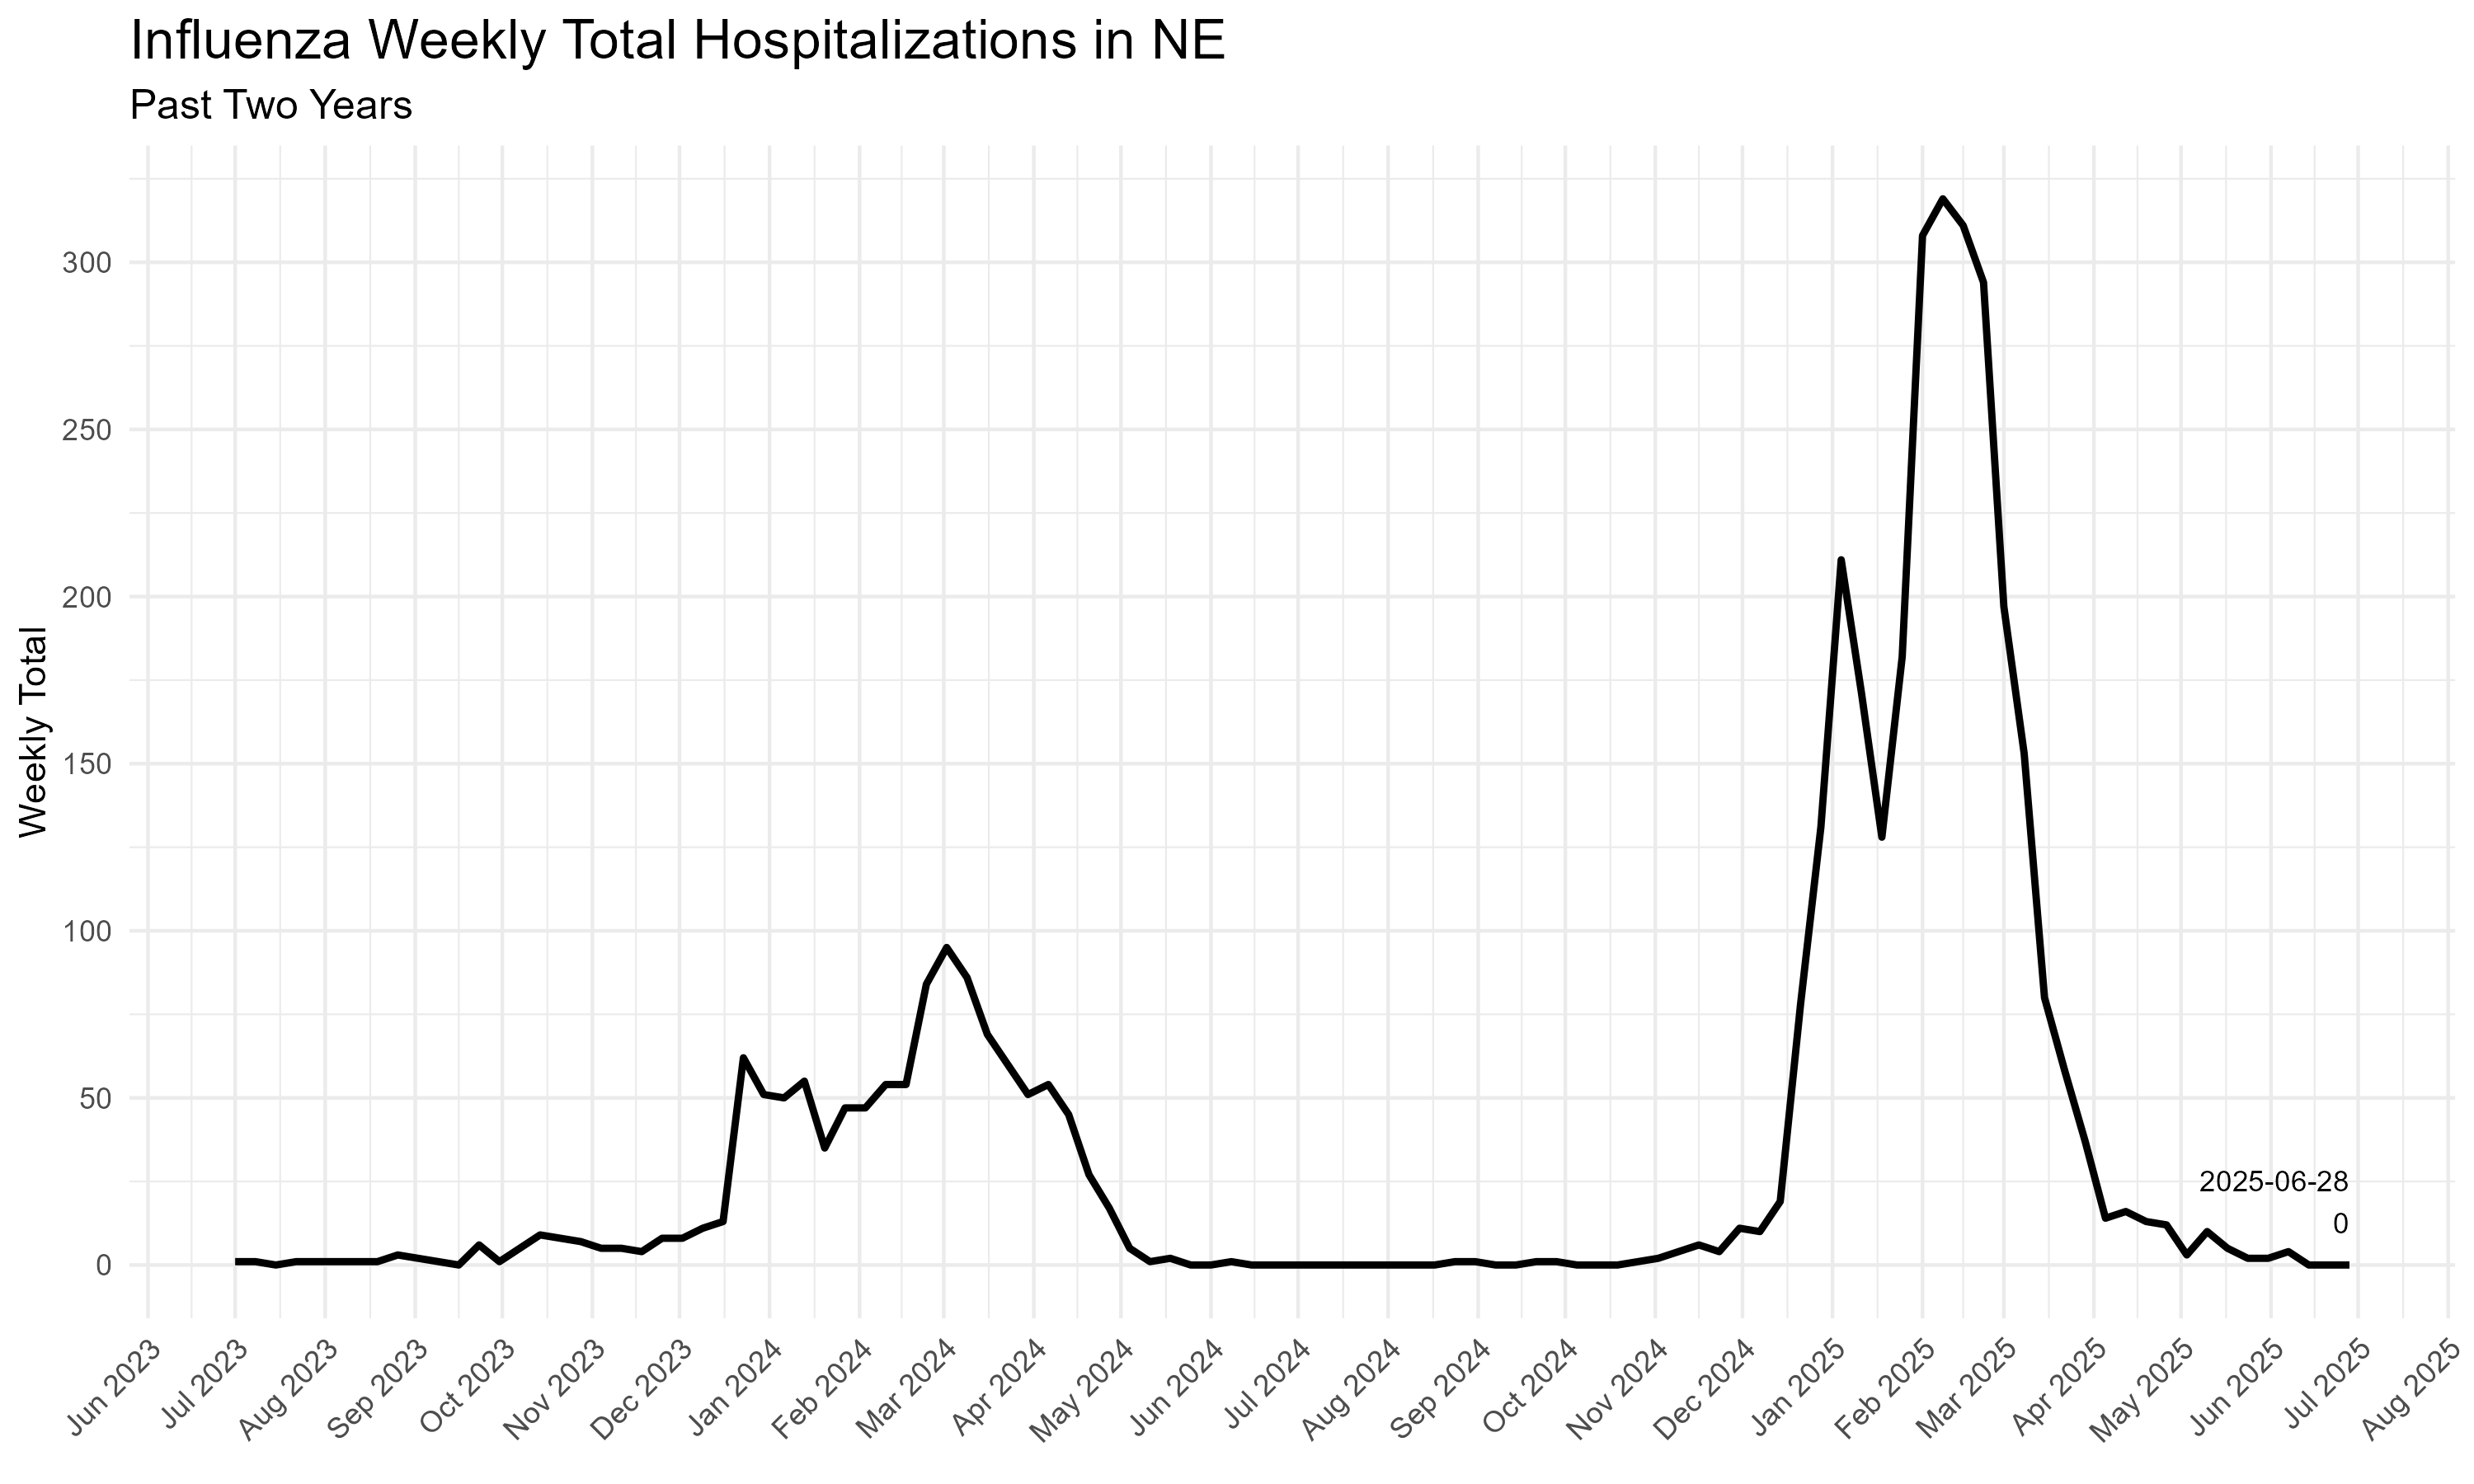 Influenza Weekly Total Hospitalizations in NE
Past Two Years
Weekly Total
300
250
200
150
100
50
0
2025-06-28
0
Jun 2023
Jul 2023
Aug 2023
Sep 2023
Oct 2023
Nov 2023
Dec 2023
Jan 2024
Feb 2024
Mar 2024
Apr 2024
May 2024
Jun 2024
Jul 2024
Aug 2024
Sep 2024
Oct 2024
Nov 2024
Dec 2024
Jan 2025
Feb 2025
Mar 2025
Apr 2025
May 2025
Jun 2025
Jul 2025
Aug 2025